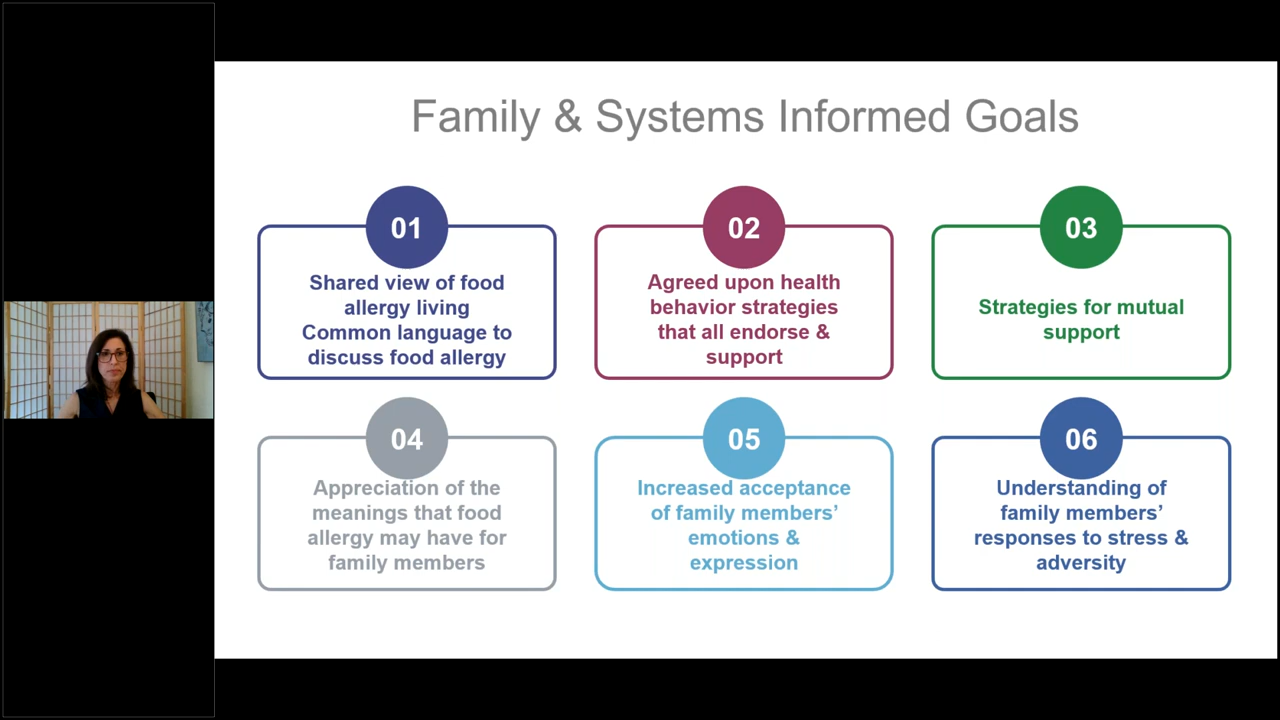 Family & Systems Informed Goals
01
Shared view of food
allergy living
Common language to
discuss food allergy
02
Agreed upon health
behavior strategies
that all endorse &
support
03
Strategies for mutual
support
04
Appreciation of the
meanings that food
allergy may have for
family members
05
Increased acceptance
of family members’
emotions &
expression
06
Understanding of
family members’
responses to stress &
adversity